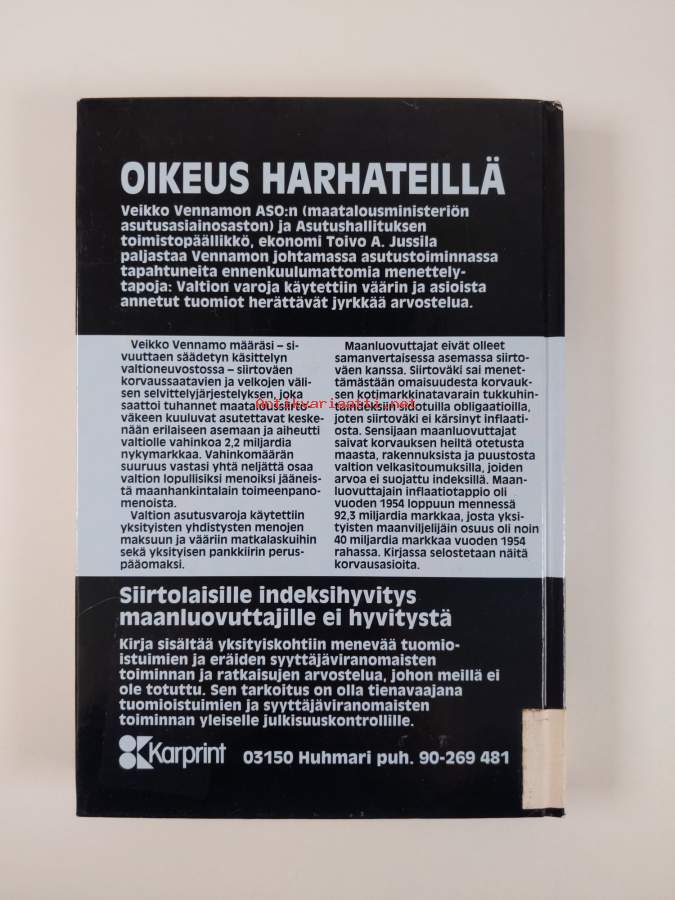 OIKEUS HARHATEILLÄ
Veikko Vennamon ASO:n (maatalousministeriön
asutusasiainosaston) ja Asutushallituksen
toimistopäällikkö, ekonomi Toivo A. Jussila
paljastaa Vennamon johtamassa asutustoiminnassa
tapahtuneita ennenkuulumattomia menettely-
tapoja: Valtion varoja käytettiin väärin ja asioista
annetut tuomiot herättävät jyrkkää arvostelua.
Veikko Vennamo määräsi – si-
vuuttaen säädetyn käsittelyn
valtioneuvostossa – siirtoväen
korvaussaatavien ja velkojen väli-
sen selvittelyjärjestelyksen, joka
saattoi tuhannet maataloussiirto-
väkeen kuuluvat asutettavat keske-
nään erilaiseen asemaan ja aiheutti
valtiolle vahinkoa 2,2 miljardia
nykymarkkaa. Vahinkomäärän
suuruus vastasi yhtä neljättä osaa
valtion lopullisiksi menoiksi jääneis-
tä maanhankintalain toimeenpano-
menoista.
Valtion asutusvaroja käytettiin
yksityisten yhdistysten menojen
maksuun ja vääriin matkalaskuihin
sekä yksityisen pankkiirin perus-
pääomaksi.
Maanluovuttajat eivät olleet
samanvertaisessa asemassa siirto-
väen kanssa. Siirtoväki sai menet-
tämästään omaisuudesta korvauk-
sen kotimarkkinatavarain tukkuhin-
taindeksiin sidotuilla obligaatioilla,
joten siirtoväki ei kärsinyt inflaati-
osta. Sensijaan maanluovuttajat
saivat korvauksen heiltä otetusta
maasta, rakennuksista ja puustosta
valtion velkasitoumuksilla, joiden
arvoa ei suojattu indeksillä. Maan-
luovuttajain inflaatiotappio oli
vuoden 1954 loppuun mennessä
92,3 miljardia markkaa, josta yksi-
tyisten maanviljelijäin osuus oli noin
40 miljardia markkaa vuoden 1954
rahassa. Kirjassa selostetaan näitä
korvausasioita.
antikvariaatti.net
Siirtolaisille indeksihyvitys
maanluovuttajille ei hyvitystä
Kirja sisältää yksityiskohtiin menevää tuomio-
istuimien ja eräiden syyttäjäviranomaisten
toiminnan ja ratkaisujen arvostelua, johon meillä ei
ole totuttu. Sen tarkoitus on olla tienavaajana
tuomioistuimien ja syyttäjäviranomaisten
toiminnan yleiselle julkisuuskontrollille.
Karprint 03150 Huhmari puh. 90-269 481